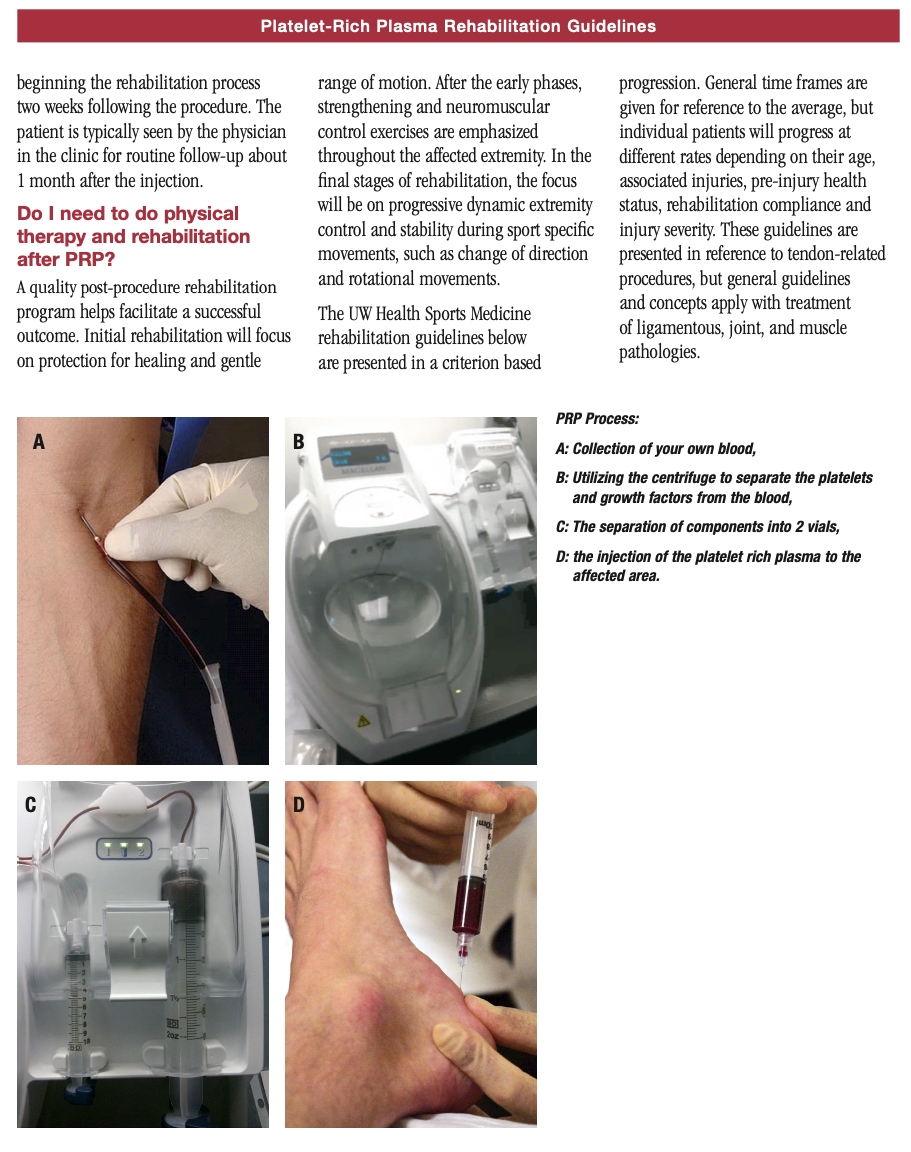 Platelet-Rich Plasma Rehabilitation Guidelines
beginning the rehabilitation process
two weeks following the procedure. The
patient is typically seen by the physician
in the clinic for routine follow-up about
1 month after the injection.
Do I need to do physical
therapy and rehabilitation
after PRP?
A quality post-procedure rehabilitation
program helps facilitate a successful
outcome. Initial rehabilitation will focus
on protection for healing and gentle
range of motion. After the early phases,
strengthening and neuromuscular
control exercises are emphasized
throughout the affected extremity. In the
final stages of rehabilitation, the focus
will be on progressive dynamic extremity
control and stability during sport specific
movements, such as change of direction
and rotational movements.
The UW Health Sports Medicine
rehabilitation guidelines below
are presented in a criterion based
progression. General time frames are
given for reference to the average, but
individual patients will progress at
different rates depending on their age,
associated injuries, pre-injury health
status, rehabilitation compliance and
injury severity. These guidelines are
presented in reference to tendon-related
procedures, but general guidelines
and concepts apply with treatment
of ligamentous, joint, and muscle
pathologies.
A
B
MAGELLAN
PRP Process:
A: Collection of your own blood,
B: Utilizing the centrifuge to separate the platelets
and growth factors from the blood,
C: The separation of components into 2 vials,
D: the injection of the platelet rich plasma to the
affected area.
C
1 2
2oz
D